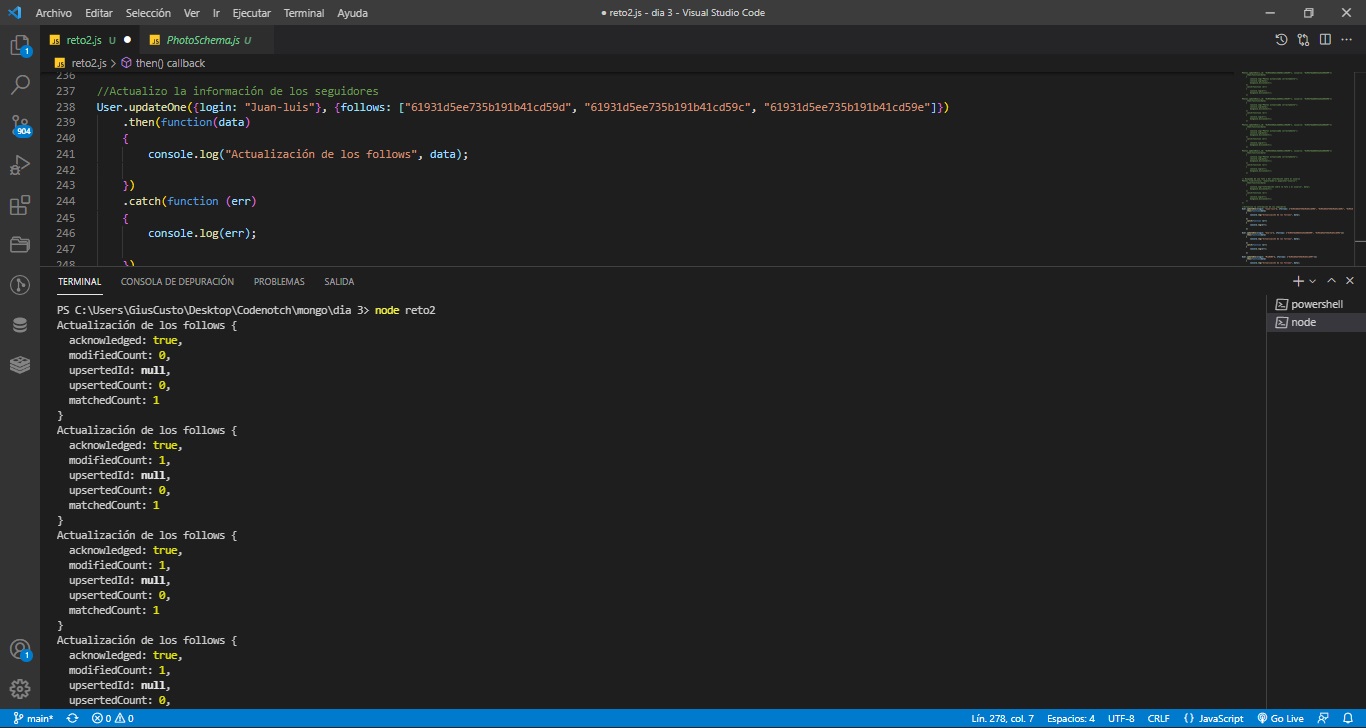 Archivo Editar Selección Ver Ir Ejecutar Terminal Ayuda
● reto2.js - dia 3 - Visual Studio Code
JS reto2.js U ●
JS PhotoSchema.js U
JS reto2.js > then() callback
1
904
1
236
237 //Actualizo la información de los seguidores
238 User.updateOne({login: "Juan-luis"}, {follows: ["61931d5ee735b191b41cd59d", "61931d5ee735b191b41cd59c", "61931d5ee735b191b41cd59e"]})
239 .then(function(data)
240 {
241 console.log("Actualización de los follows", data);
242
243 })
244 .catch(function (err)
245 {
246 console.log(err);
247
248 })
TERMINAL CONSOLA DE DEPURACIÓN PROBLEMAS SALIDA
PS C:\Users\GiusCusto\Desktop\Codenotch\mongo\dia 3> node reto2
Actualización de los follows {
acknowledged: true,
modifiedCount: 0,
upsertedId: null,
upsertedCount: 0,
matchedCount: 1
}
Actualización de los follows {
acknowledged: true,
modifiedCount: 1,
upsertedId: null,
upsertedCount: 0,
matchedCount: 1
}
Actualización de los follows {
acknowledged: true,
modifiedCount: 1,
upsertedId: null,
upsertedCount: 0,
matchedCount: 1
}
Actualización de los follows {
acknowledged: true,
modifiedCount: 1,
upsertedId: null,
upsertedCount: 0,
powershell
node
main* 0 0
Lín. 278, col. 7 Espacios: 4 UTF-8 CRLF {} JavaScript Go Live